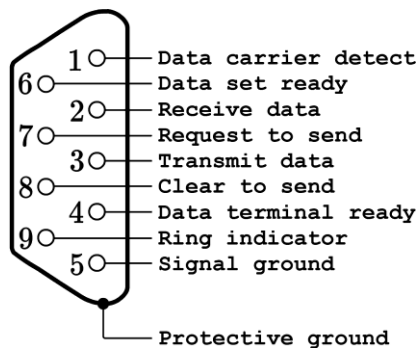 1 Data carrier detect
6 Data set ready
2 Receive data
7 Request to send
3 Transmit data
8 Clear to send
4 Data terminal ready
9 Ring indicator
5 Signal ground
Protective ground